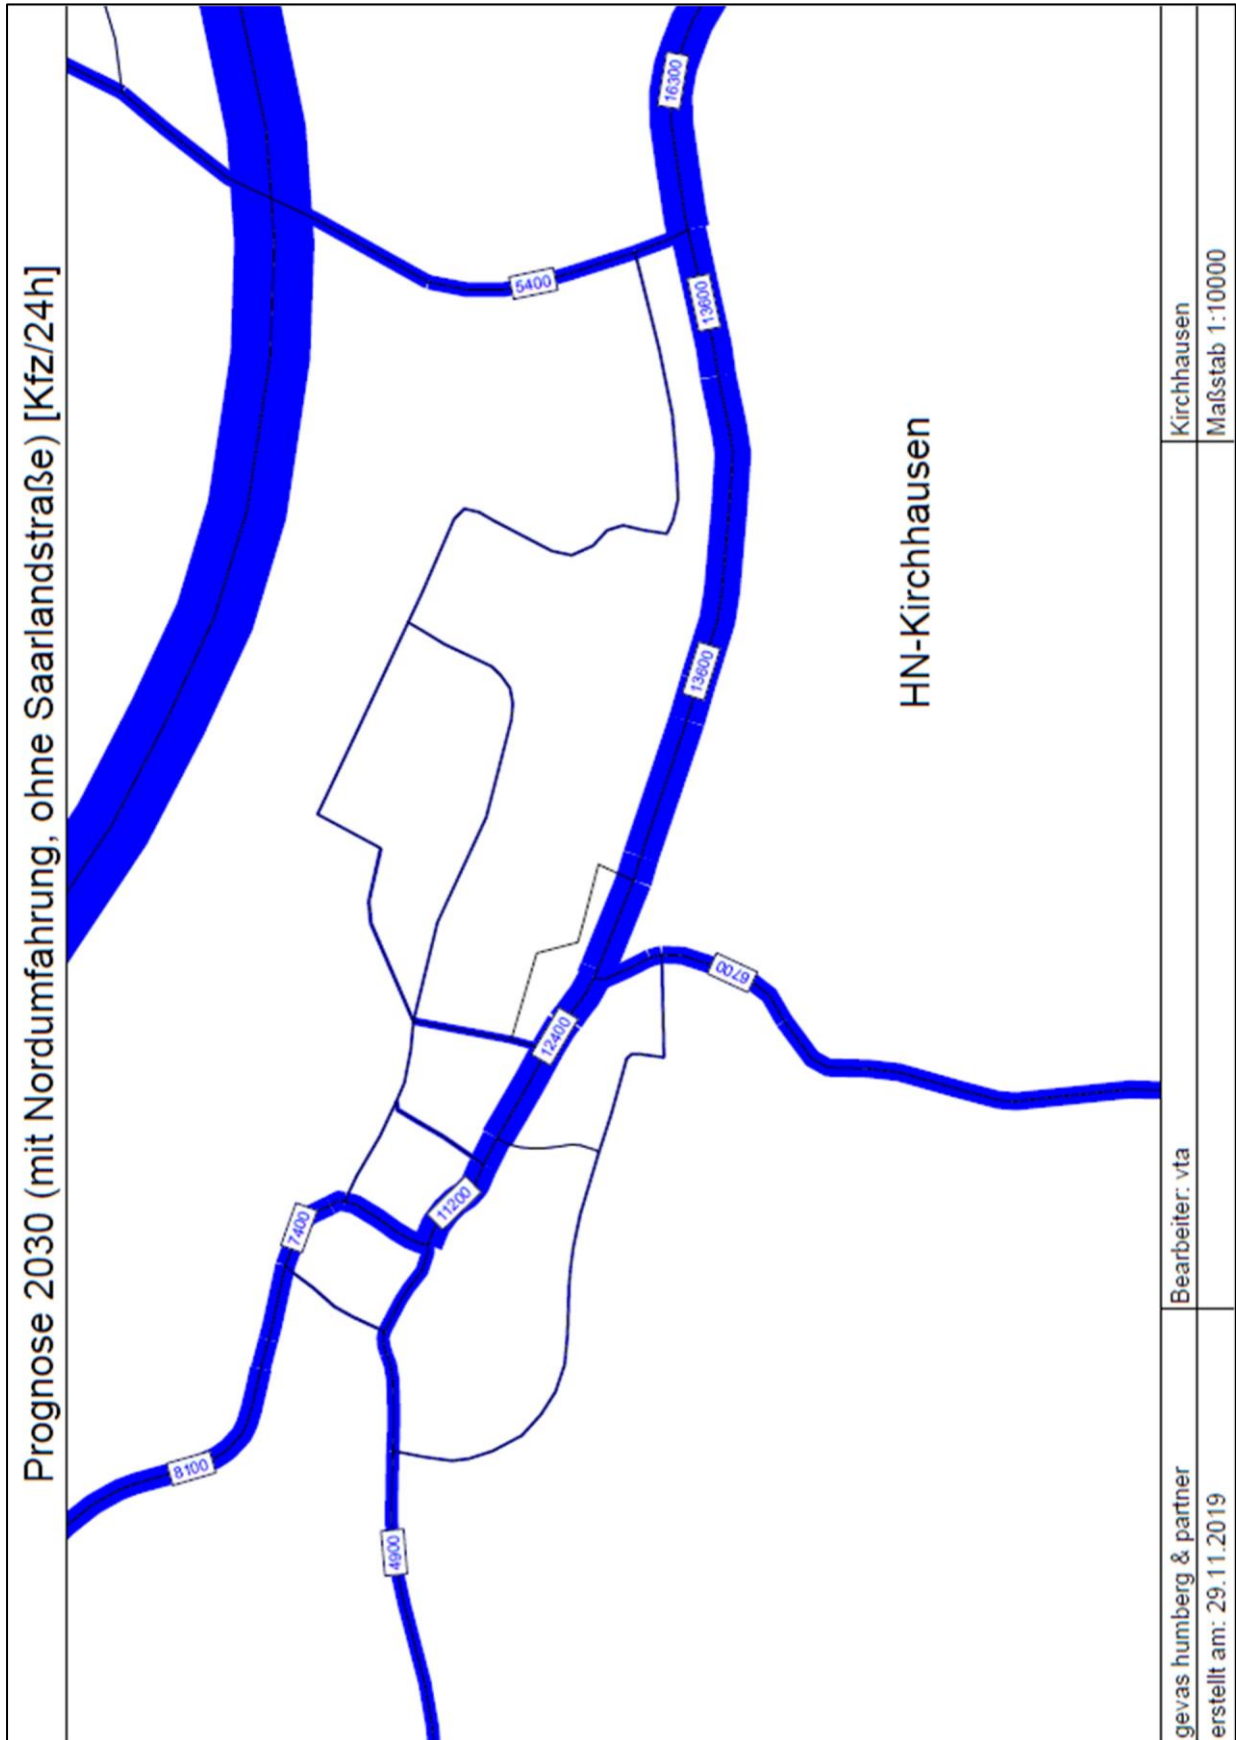 Prognose 2030 (mit Nordumfahrung, ohne Saarlandstraße) [Kfz/24h]
8100
7400
4900
11200
12400
6700
13600
5400
13600
16300
HN-Kirchhausen
gevas humberg & partner
Bearbeiter: vta
Kirchhausen
erstellt am: 29.11.2019
Maßstab 1:10000